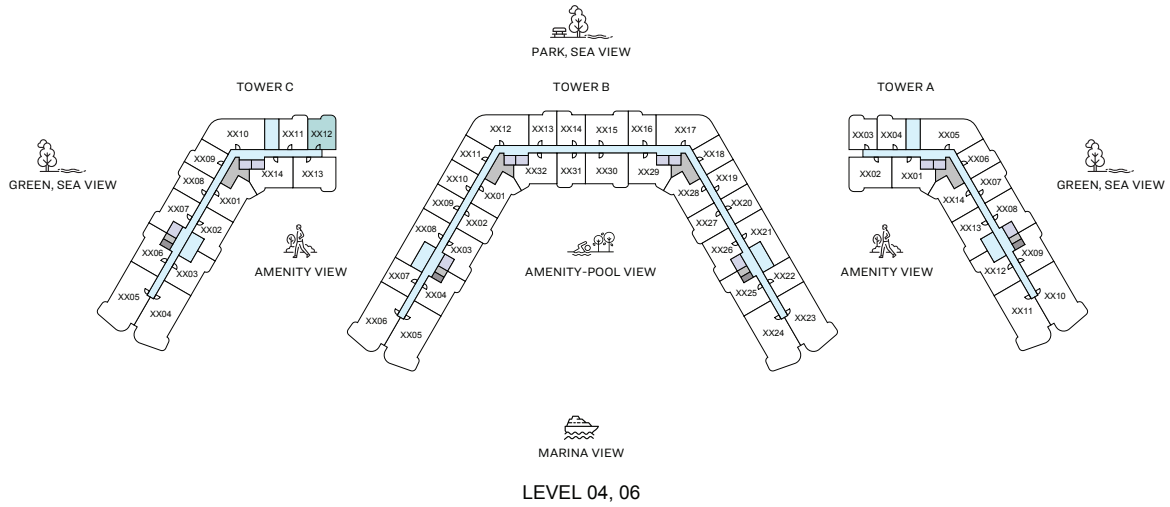 PARK, SEA VIEW
TOWER C
TOWER B
TOWER A
GREEN, SEA VIEW
XX10
XX11
XX12
XX09
XX14
XX13
XX08
XX01
XX07
XX02
XX06
XX03
XX05
XX04
AMENITY VIEW
XX12
XX13
XX14
XX15
XX16
XX17
XX11
XX32
XX31
XX30
XX29
XX18
XX10
XX01
XX28
XX19
XX09
XX02
XX27
XX20
XX08
XX03
XX26
XX21
XX07
XX04
XX25
XX22
XX06
XX05
XX24
XX23
AMENITY-POOL VIEW
XX03
XX04
XX05
XX02
XX01
XX06
XX14
XX07
XX13
XX08
XX12
XX09
XX11
XX10
AMENITY VIEW
GREEN, SEA VIEW
MARINA VIEW
LEVEL 04, 06